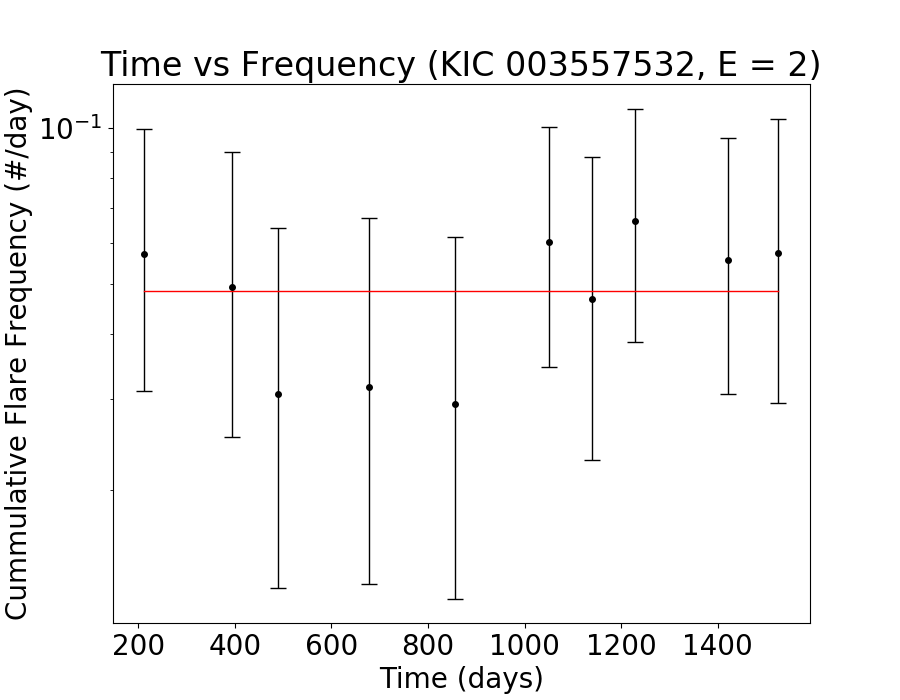 Time vs Frequency (KIC 003557532, E = 2)
Cummulative Flare Frequency (#/day)
10⁻¹
200 400 600 800 1000 1200 1400
Time (days)